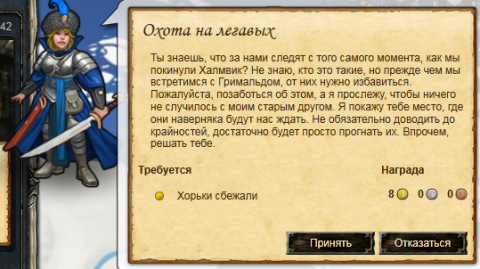 42
Охота на легавых
Ты знаешь, что за нами следят с того самого момента, как мы
покинули Халмвик? Не знаю, кто это такие, но прежде чем мы
встретимся с Гримальдом, от них нужно избавиться.
Пожалуйста, позаботься об этом, а я прослежу, чтобы ничего
не случилось с моим старым другом. Я покажу тебе место, где
они наверняка будут нас ждать. Не обязательно доводить до
крайностей, достаточно будет просто прогнать их. Впрочем,
решать тебе.
Требуется Награда
Хорьки сбежали 8 0 0
Принять Отказаться